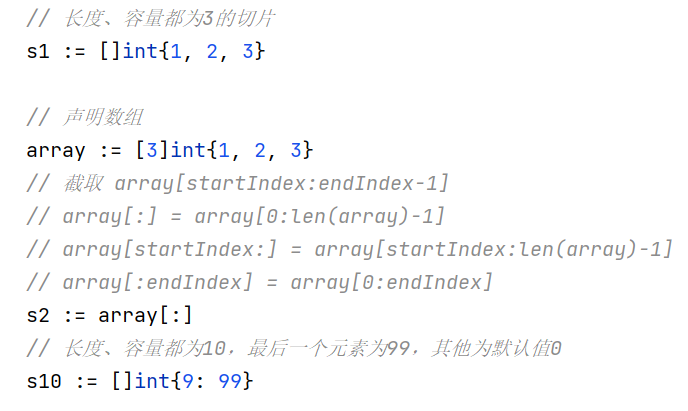 // 长度、容量都为3的切片
s1 := []int{1, 2, 3}
// 声明数组
array := [3]int{1, 2, 3}
// 截取 array[startIndex:endIndex-1]
// array[:] = array[0:len(array)-1]
// array[startIndex:] = array[startIndex:len(array)-1]
// array[:endIndex] = array[0:endIndex]
s2 := array[:]
// 长度、容量都为10，最后一个元素为99，其他为默认值0
s10 := []int{9: 99}